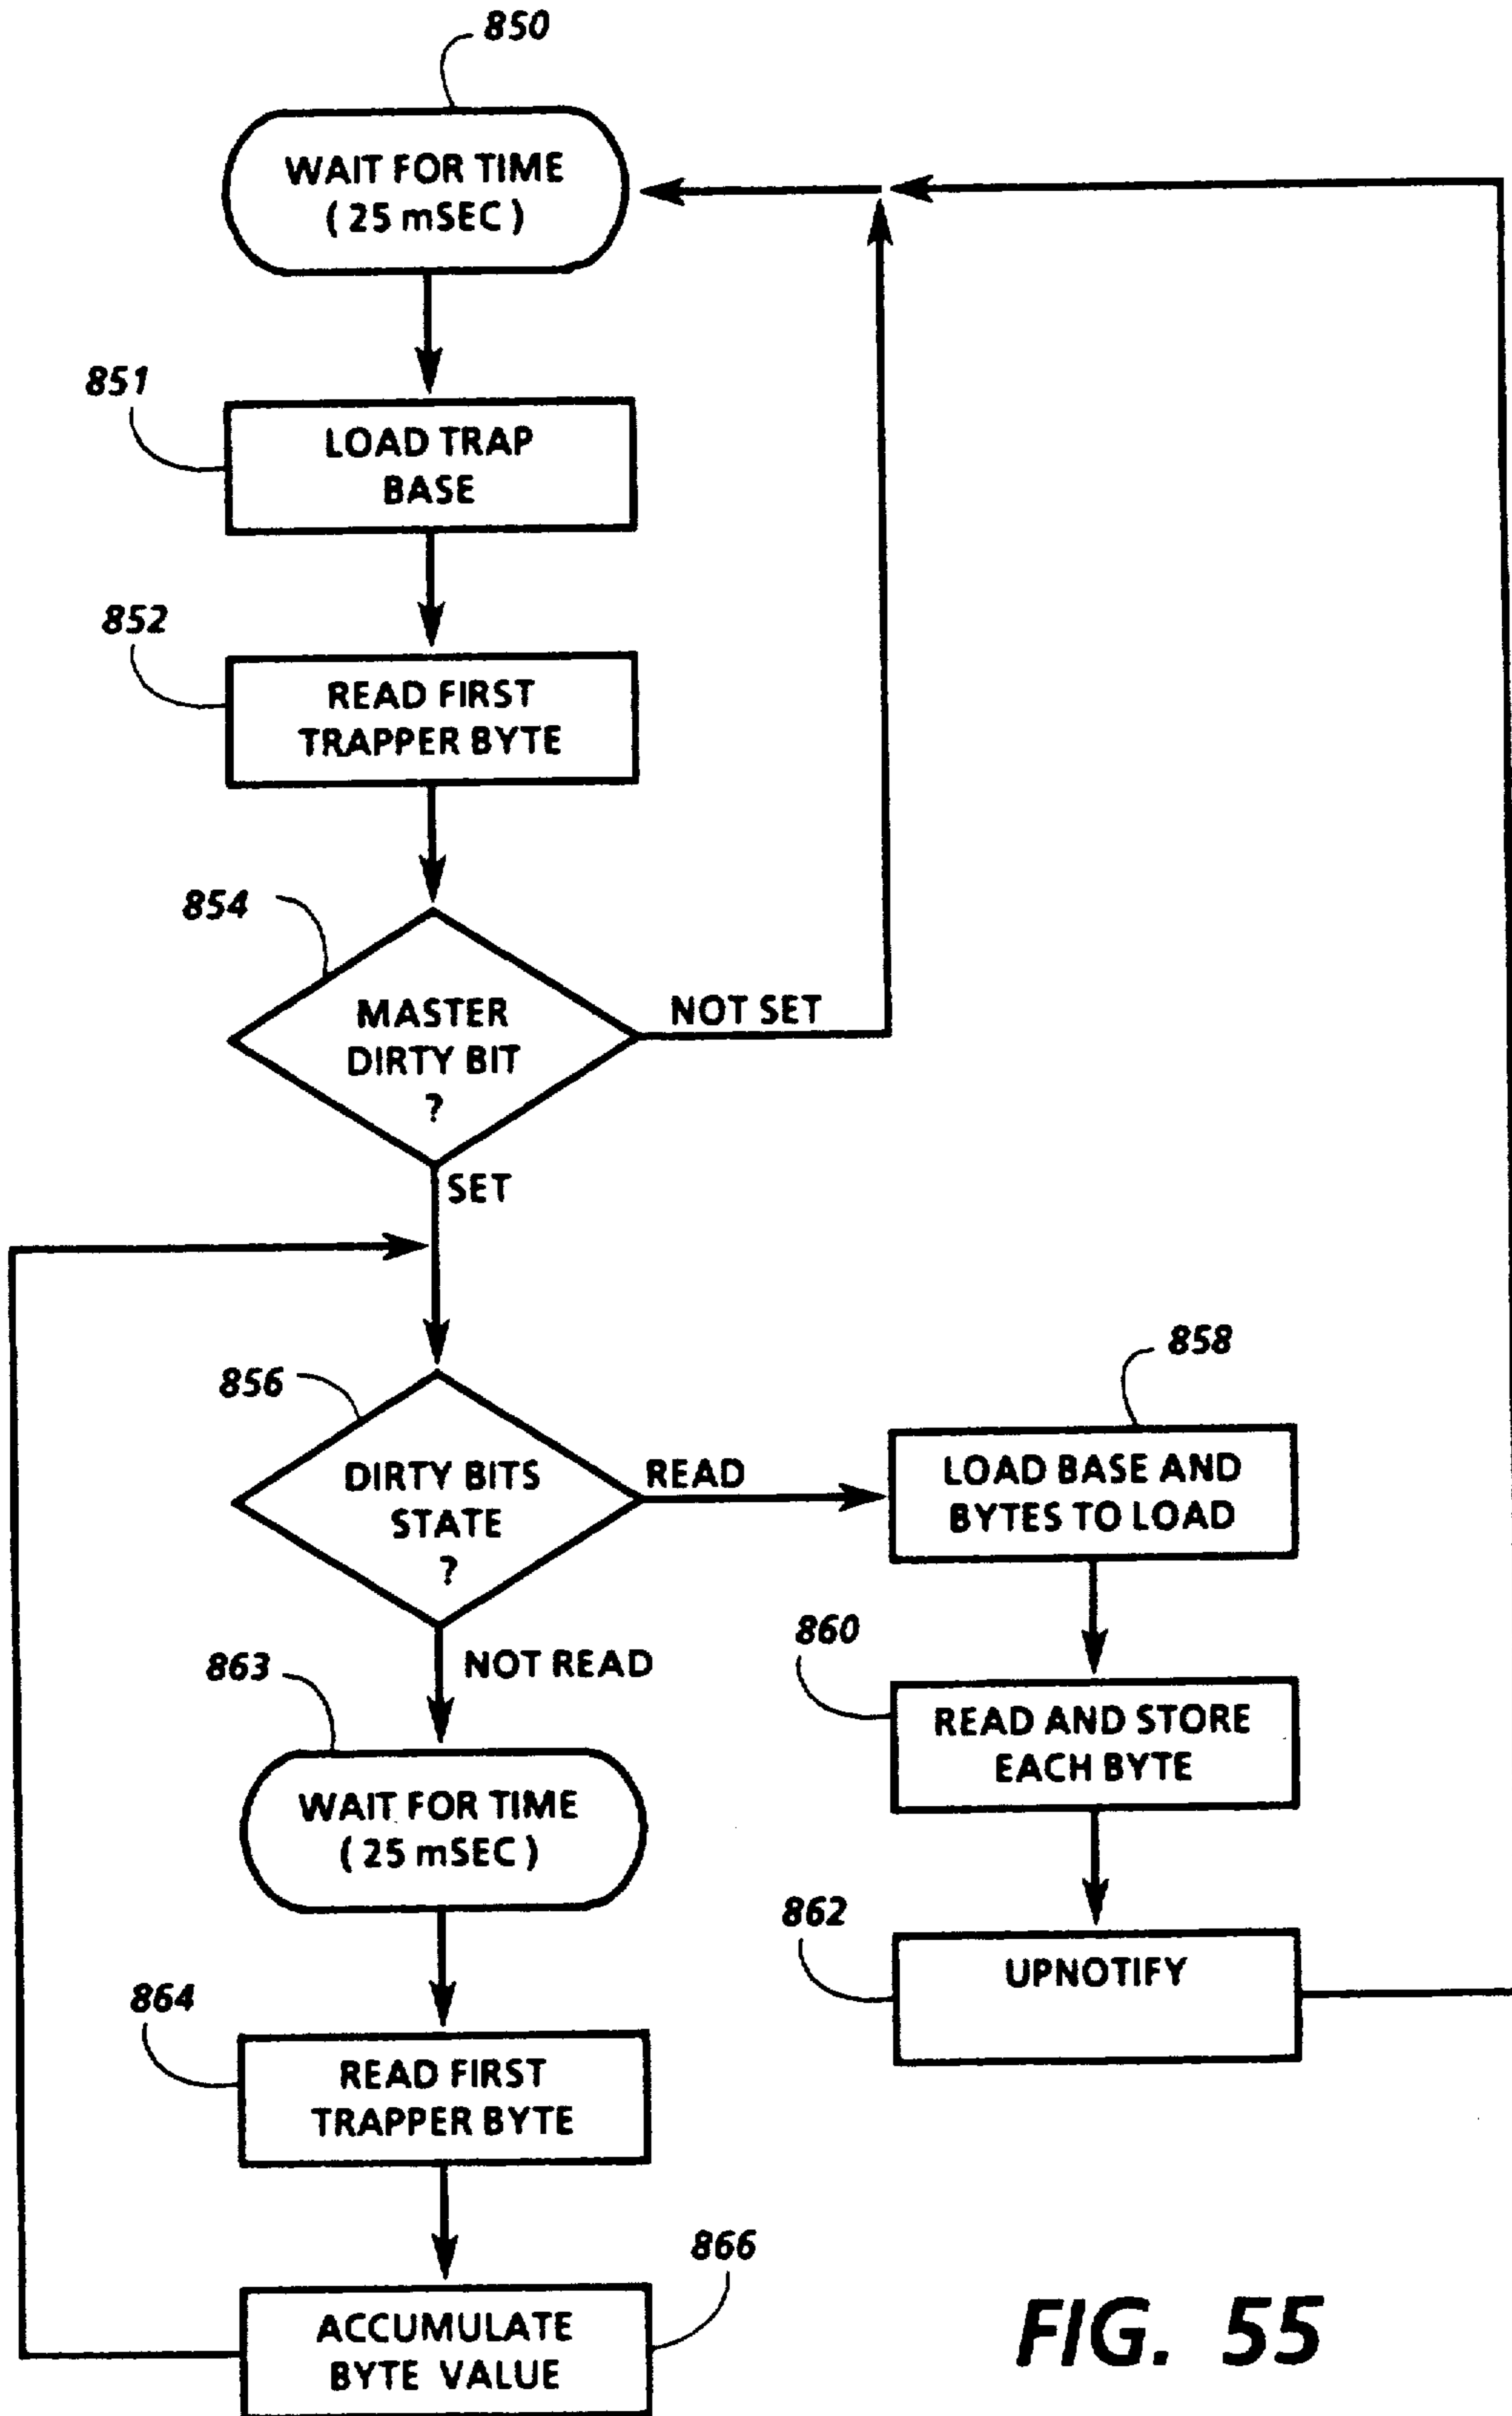 850
WAIT FOR TIME
( 25 mSEC )
851
LOAD TRAP
BASE
852
READ FIRST
TRAPPER BYTE
854
MASTER
DIRTY BIT
?
NOT SET
SET
856
DIRTY BITS
STATE
?
READ
858
LOAD BASE AND
BYTES TO LOAD
860
READ AND STORE
EACH BYTE
862
UPNOTIFY
NOT READ
863
WAIT FOR TIME
( 25 mSEC )
864
READ FIRST
TRAPPER BYTE
866
ACCUMULATE
BYTE VALUE
FIG. 55